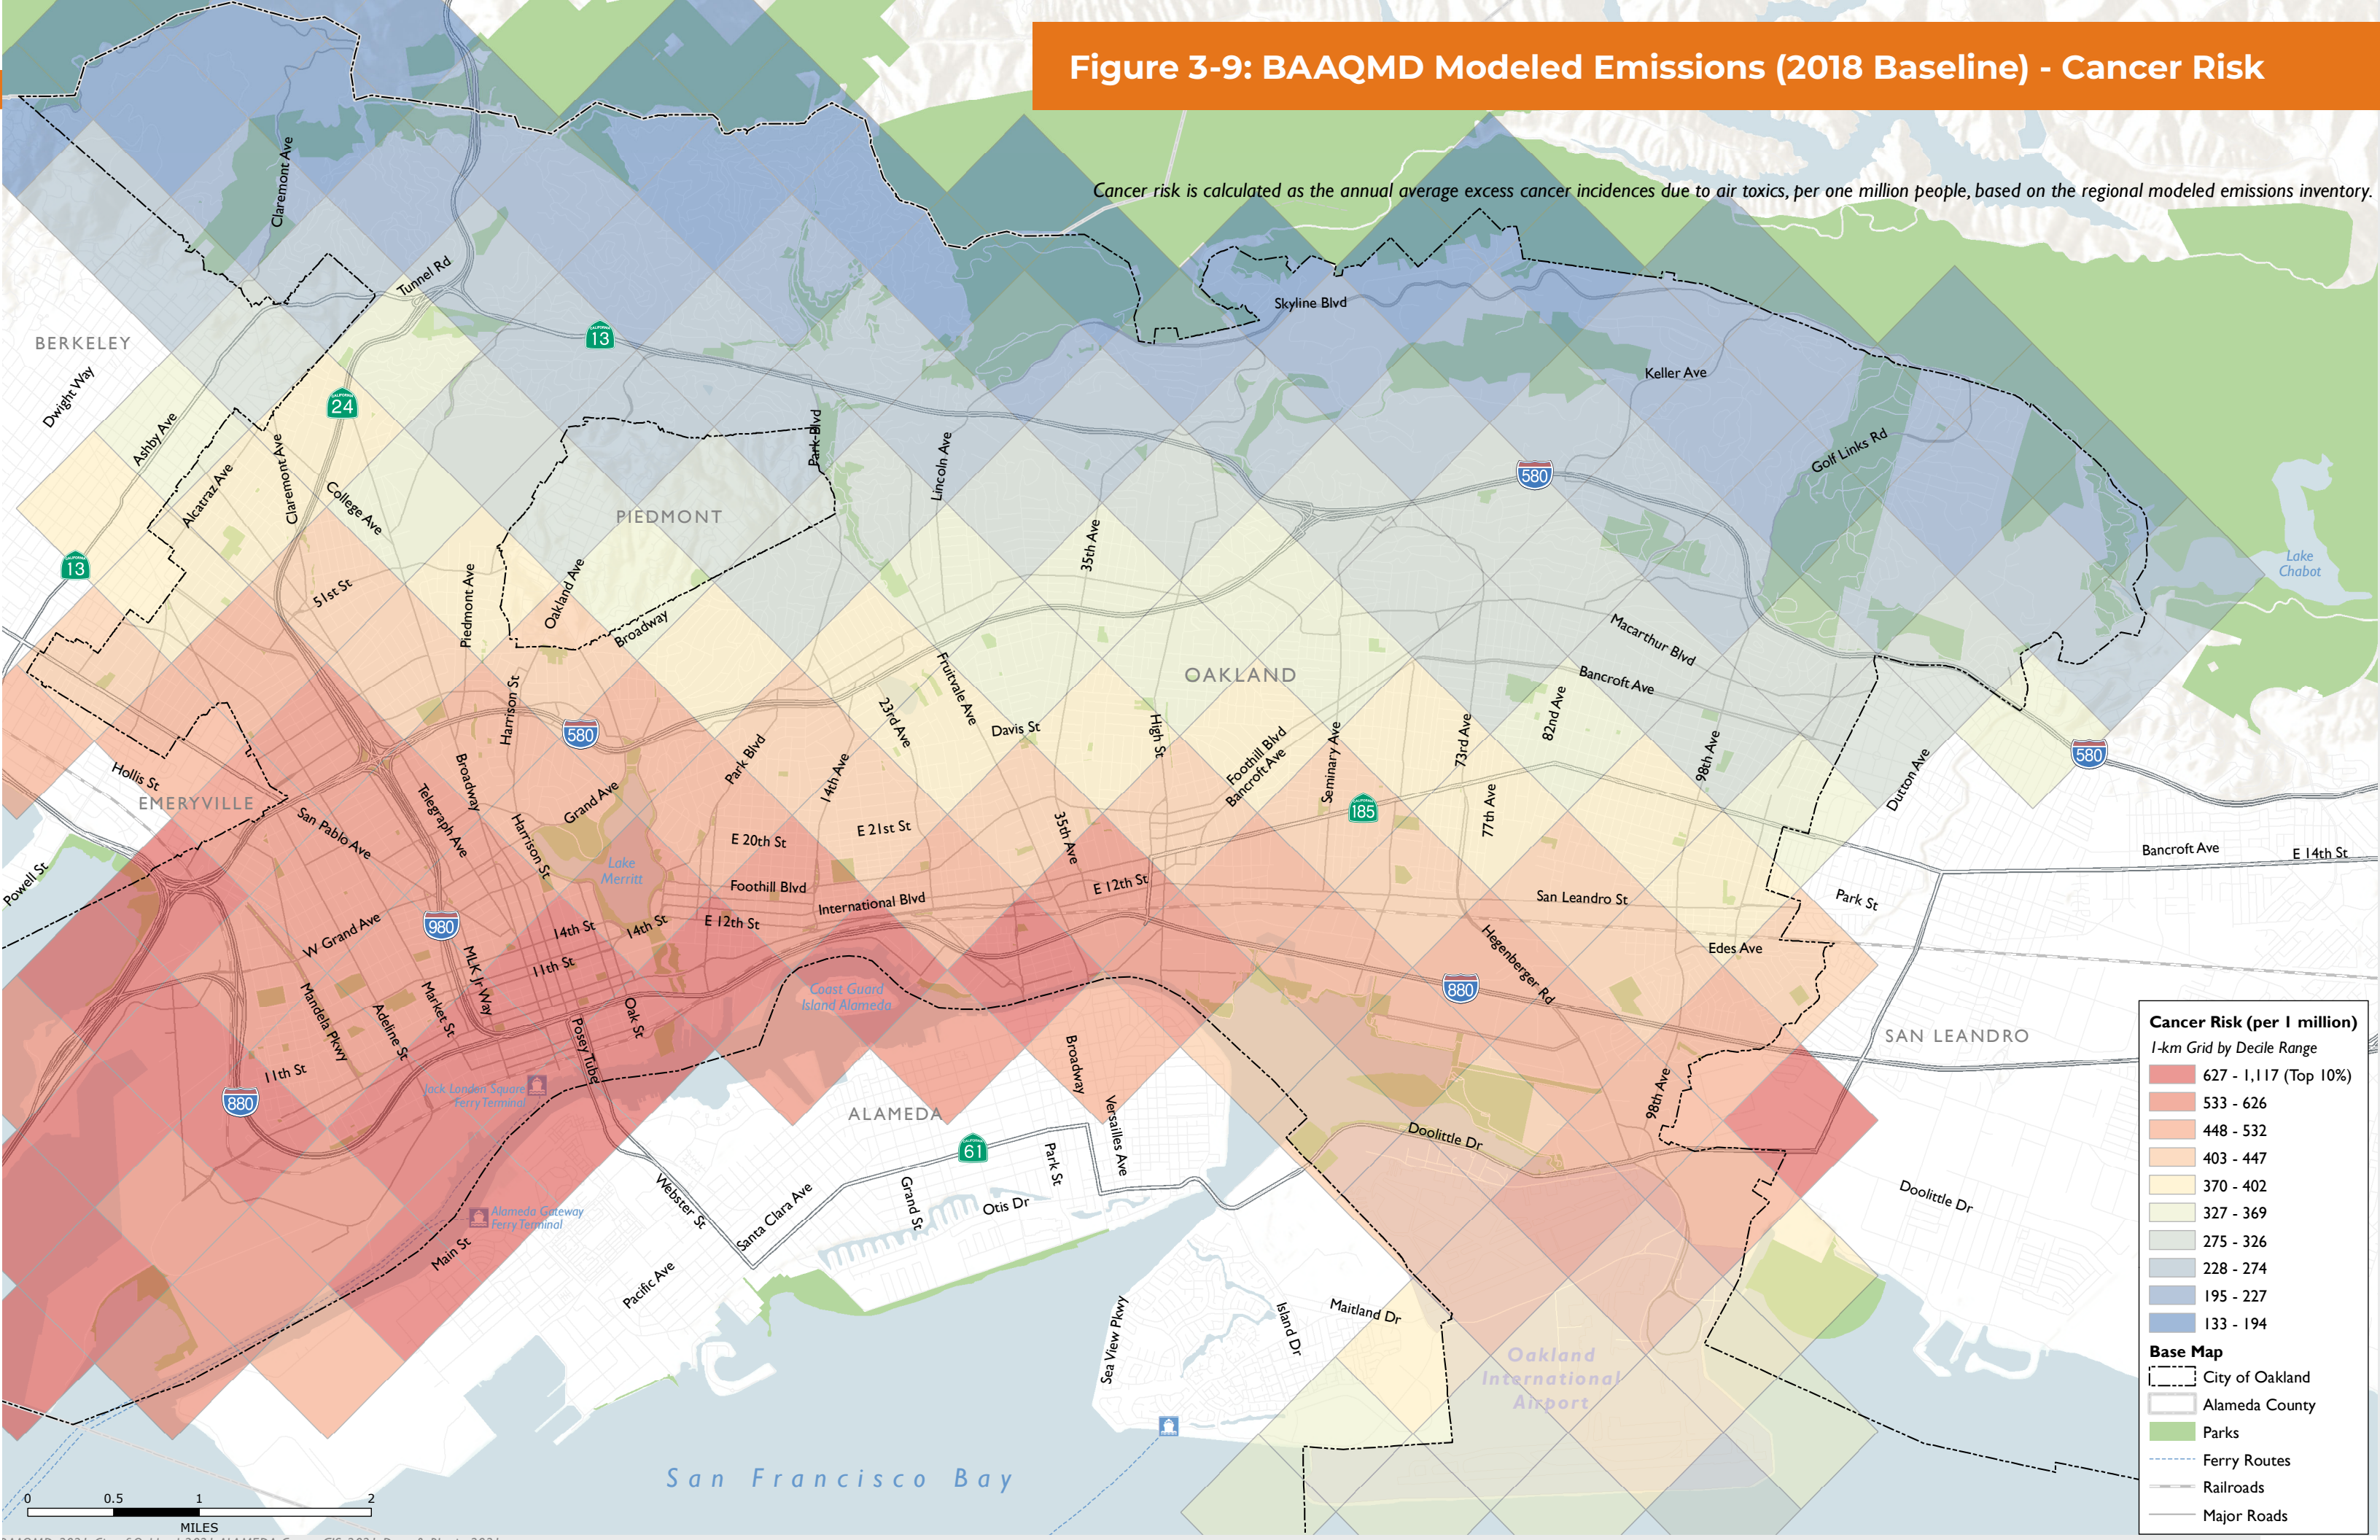 Figure 3-9: BAAQMD Modeled Emissions (2018 Baseline) - Cancer Risk
Cancer risk is calculated as the annual average excess cancer incidences due to air toxics, per one million people, based on the regional modeled emissions inventory.
Claremont Ave
Tunnel Rd
BERKELEY
Dwight Way
Ashby Ave
CALIFORNIA
24
CALIFORNIA
13
Skyline Blvd
Keller Ave
Golf Links Rd
Alcatraz Ave
Claremont Ave
College Ave
PIEDMONT
Park Blvd
Lincoln Ave
35th Ave
580
Lake
Chabot
CALIFORNIA
13
51st St
Piedmont Ave
Oakland Ave
Broadway
Fruitvale Ave
OAKLAND
Macarthur Blvd
Bancroft Ave
Harrison St
580
23rd Ave
Davis St
High St
Foothill Blvd
Bancroft Ave
Seminary Ave
73rd Ave
82nd Ave
98th Ave
580
Hollis St
EMERYVILLE
San Pablo Ave
Telegraph Ave
Broadway
Harrison St
Grand Ave
Park Blvd
14th Ave
Lake
Merritt
E 20th St
E 21st St
35th Ave
CALIFORNIA
185
77th Ave
Dutton Ave
Bancroft Ave
E 14th St
Powell St
Foothill Blvd
International Blvd
E 12th St
San Leandro St
Park St
W Grand Ave
980
14th St
14th St
E 12th St
11th St
MLK Jr Way
Market St
Adeline St
Mandela Pkwy
11th St
880
Posey Tube
Oak St
Coast Guard
Island Alameda
Hegenberger Rd
Edes Ave
880
Jack London Square
Ferry Terminal
ALAMEDA
Broadway
Versailles Ave
98th Ave
SAN LEANDRO
CALIFORNIA
61
Doolittle Dr
Doolittle Dr
Alameda Gateway
Ferry Terminal
Main St
Webster St
Santa Clara Ave
Grand St
Park St
Otis Dr
Pacific Ave
Sea View Pkwy
Island Dr
Maitland Dr
Oakland
International
Airport
San Francisco Bay
0 0.5 1 2
MILES
Cancer Risk (per 1 million)
1-km Grid by Decile Range
627 - 1,117 (Top 10%)
533 - 626
448 - 532
403 - 447
370 - 402
327 - 369
275 - 326
228 - 274
195 - 227
133 - 194
Base Map
City of Oakland
Alameda County
Parks
Ferry Routes
Railroads
Major Roads